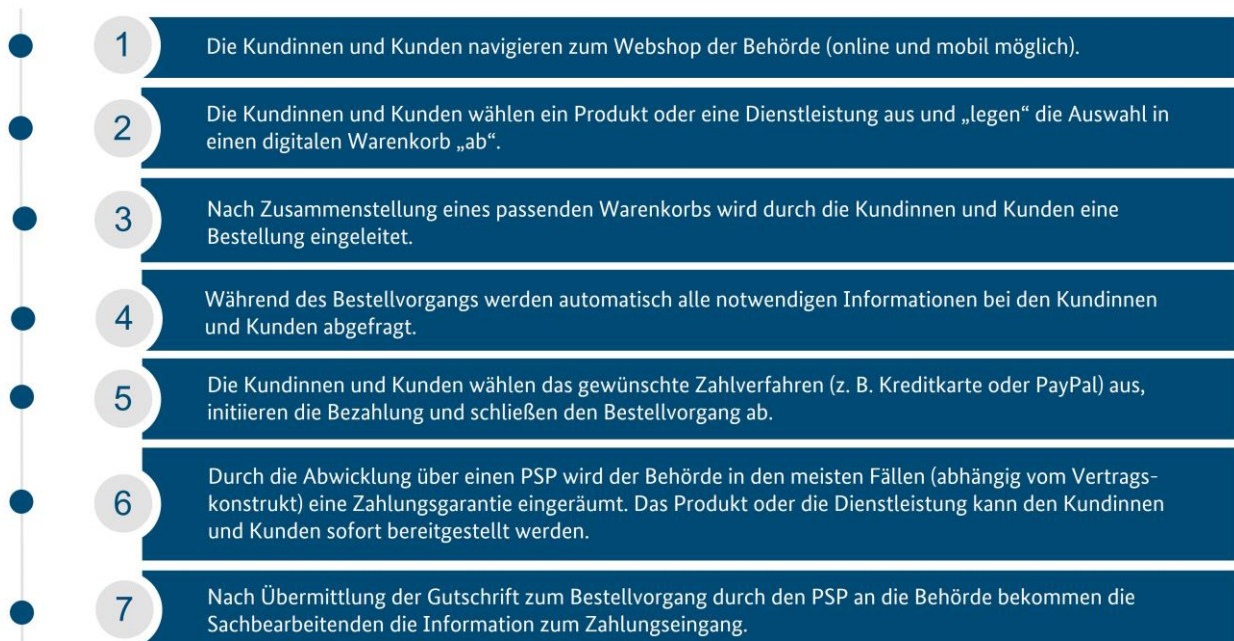 1
Die Kundinnen und Kunden navigieren zum Webshop der Behörde (online und mobil möglich).
2
Die Kundinnen und Kunden wählen ein Produkt oder eine Dienstleistung aus und „legen“ die Auswahl in
einen digitalen Warenkorb „ab“.
3
Nach Zusammenstellung eines passenden Warenkorbs wird durch die Kundinnen und Kunden eine
Bestellung eingeleitet.
4
Während des Bestellvorgangs werden automatisch alle notwendigen Informationen bei den Kundinnen
und Kunden abgefragt.
5
Die Kundinnen und Kunden wählen das gewünschte Zahlverfahren (z. B. Kreditkarte oder PayPal) aus,
initiieren die Bezahlung und schließen den Bestellvorgang ab.
6
Durch die Abwicklung über einen PSP wird der Behörde in den meisten Fällen (abhängig vom Vertrags-
konstrukt) eine Zahlungsgarantie eingeräumt. Das Produkt oder die Dienstleistung kann den Kundinnen
und Kunden sofort bereitgestellt werden.
7
Nach Übermittlung der Gutschrift zum Bestellvorgang durch den PSP an die Behörde bekommen die
Sachbearbeitenden die Information zum Zahlungseingang.